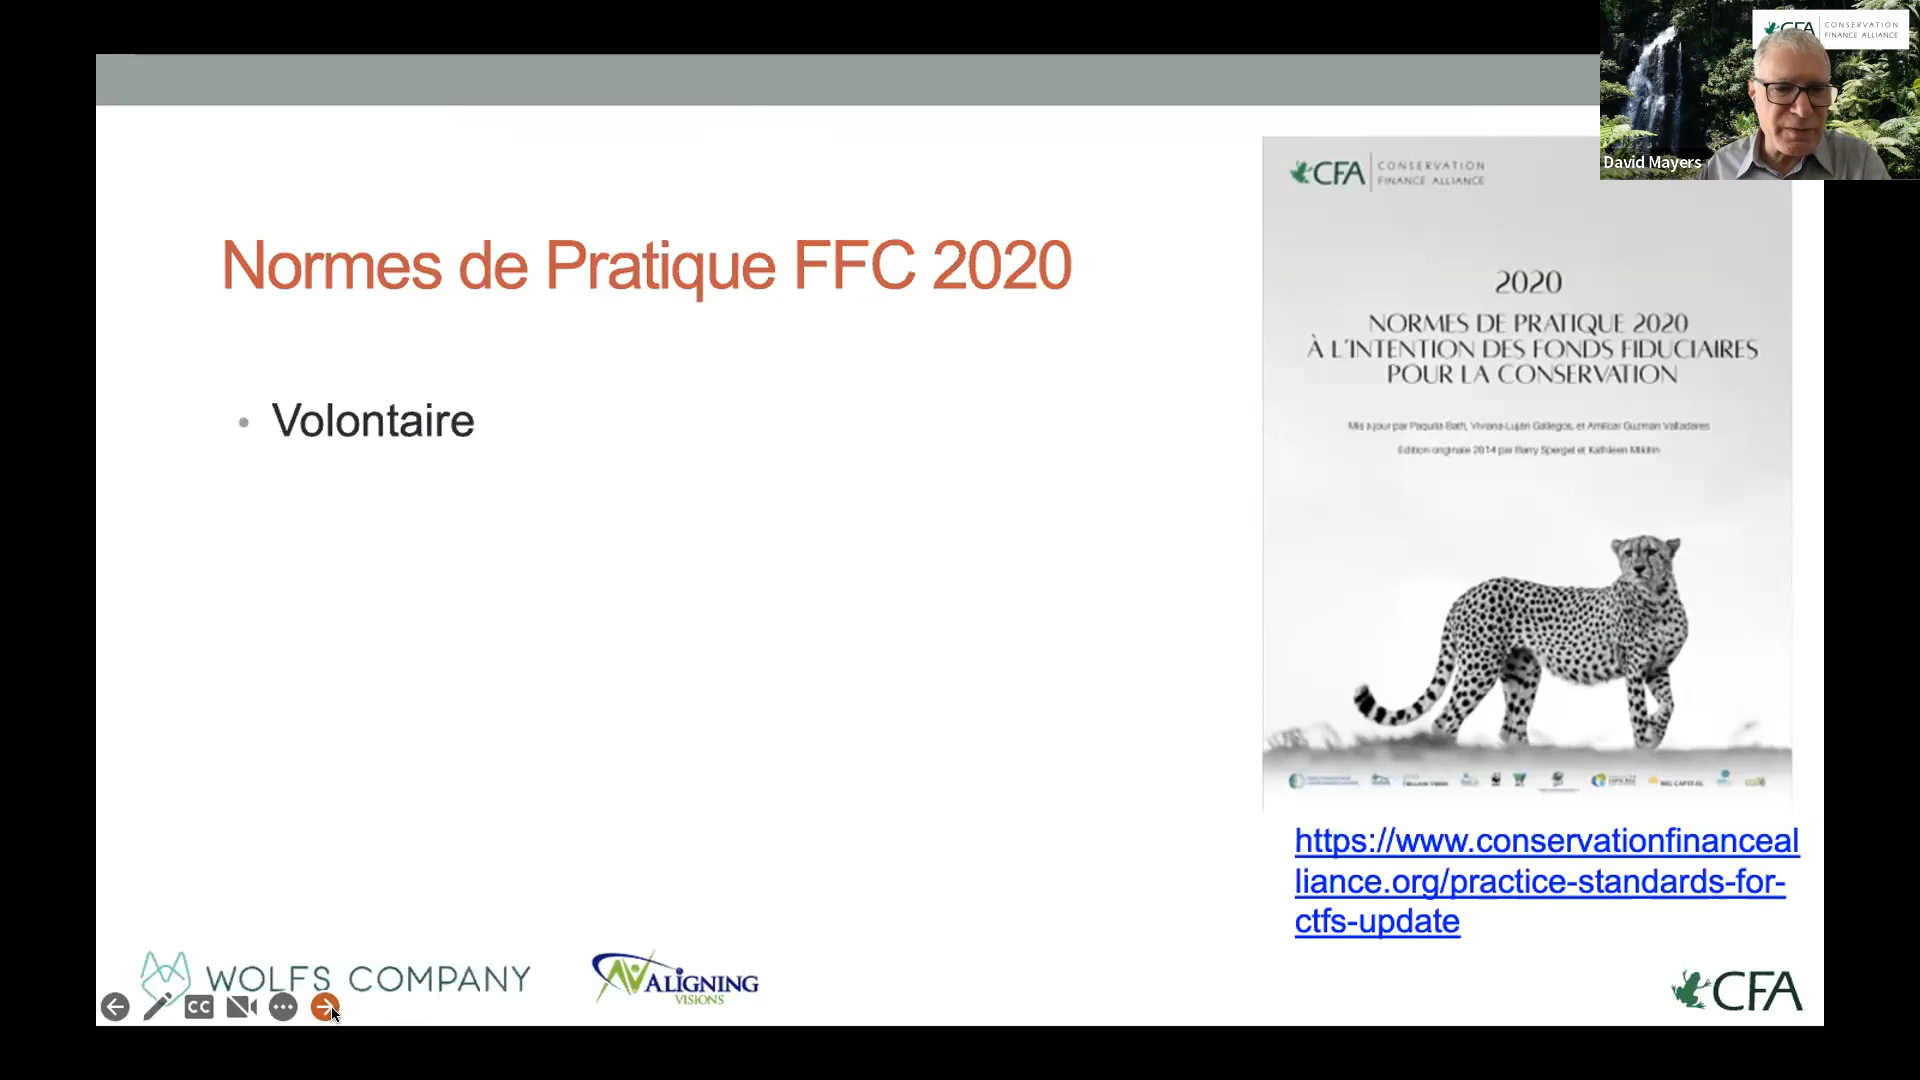 CFA CONSERVATION
FINANCE ALLIANCE
David Mayers
Normes de Pratique FFC 2020
• Volontaire
CFA CONSERVATION
FINANCE ALLIANCE
2020
NORMES DE PRATIQUE 2020
À L'INTENTION DES FONDS FIDUCIAIRES
POUR LA CONSERVATION
Mis à jour par Paquita Bath, Viviana Luján Gallegos, et Amilcar Guzmán Valladares
Edition originale 2014 par Barry Spergel et Kathleen Mikitin
https://www.conservationfinanceal
liance.org/practice-standards-for-
ctfs-update
WOLFS COMPANY
ALIGNING
VISIONS
CFA
CC